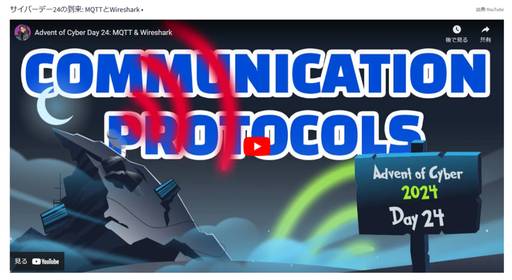 サイバーデー24の到来: MQTTとWireshark •
出典 YouTube
Advent of Cyber Day 24: MQTT & Wireshark
後で見る
共有
COMMUNICATION
PROTOCOLS
Advent of Cyber
2024
Day 24
見る YouTube